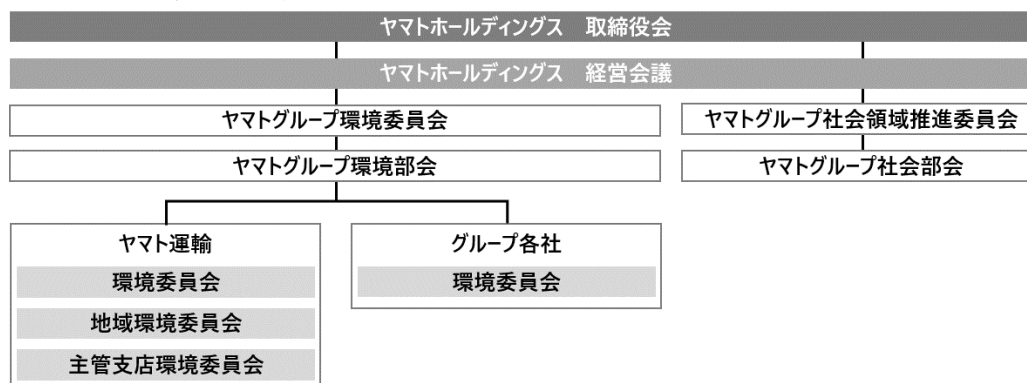 ヤマトホールディングス　取締役会
ヤマトホールディングス　経営会議
ヤマトグループ環境委員会
ヤマトグループ社会領域推進委員会
ヤマトグループ環境部会
ヤマトグループ社会部会
ヤマト運輸
環境委員会
地域環境委員会
主管支店環境委員会
グループ各社
環境委員会